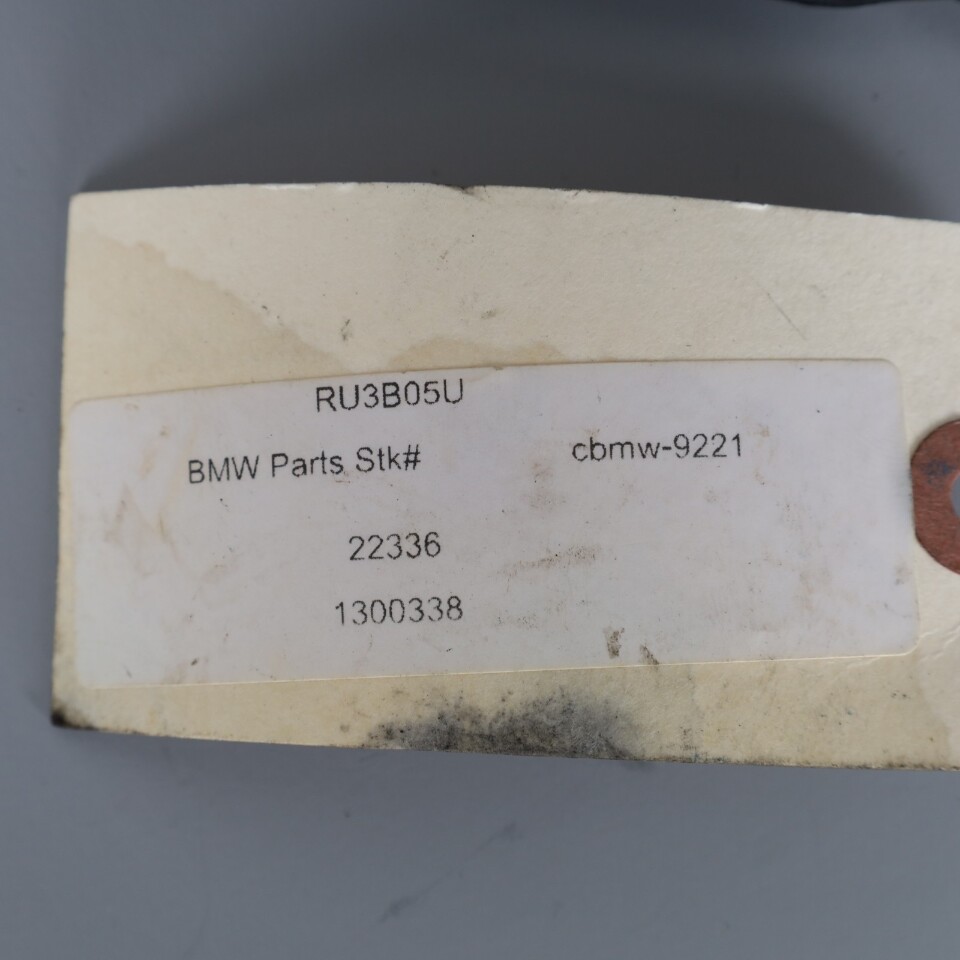 RU3B05U
BMW Parts Stk# cbmw-9221
22336
1300338